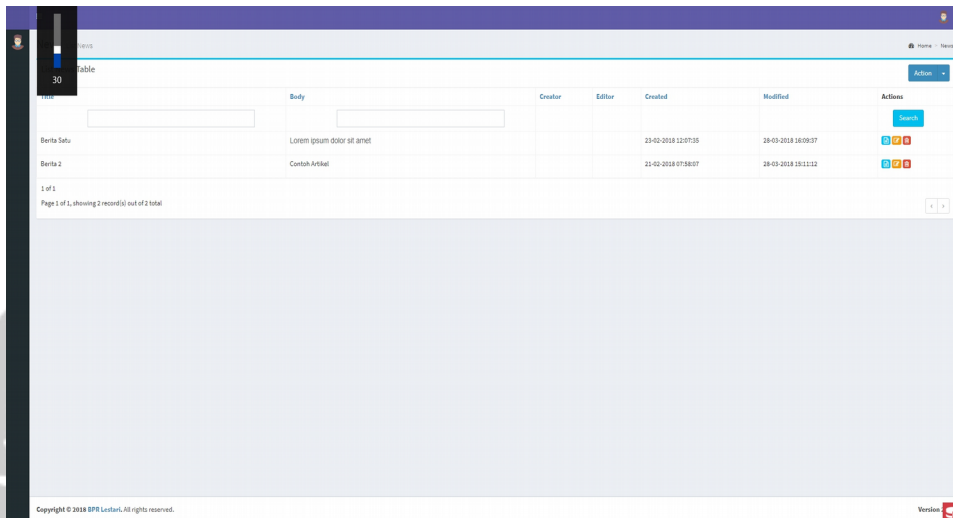 News
Home > News
30
Table
Action
Title Body Creator Editor Created Modified Actions
Search
Berita Satu Lorem ipsum dolor sit amet 23-02-2018 12:07:35 28-03-2018 16:09:37
Berita 2 Contoh Artikel 21-02-2018 07:58:07 28-03-2018 15:11:12
1 of 1
Page 1 of 1, showing 2 record(s) out of 2 total
Copyright © 2018 BPR Lestari. All rights reserved.
Version